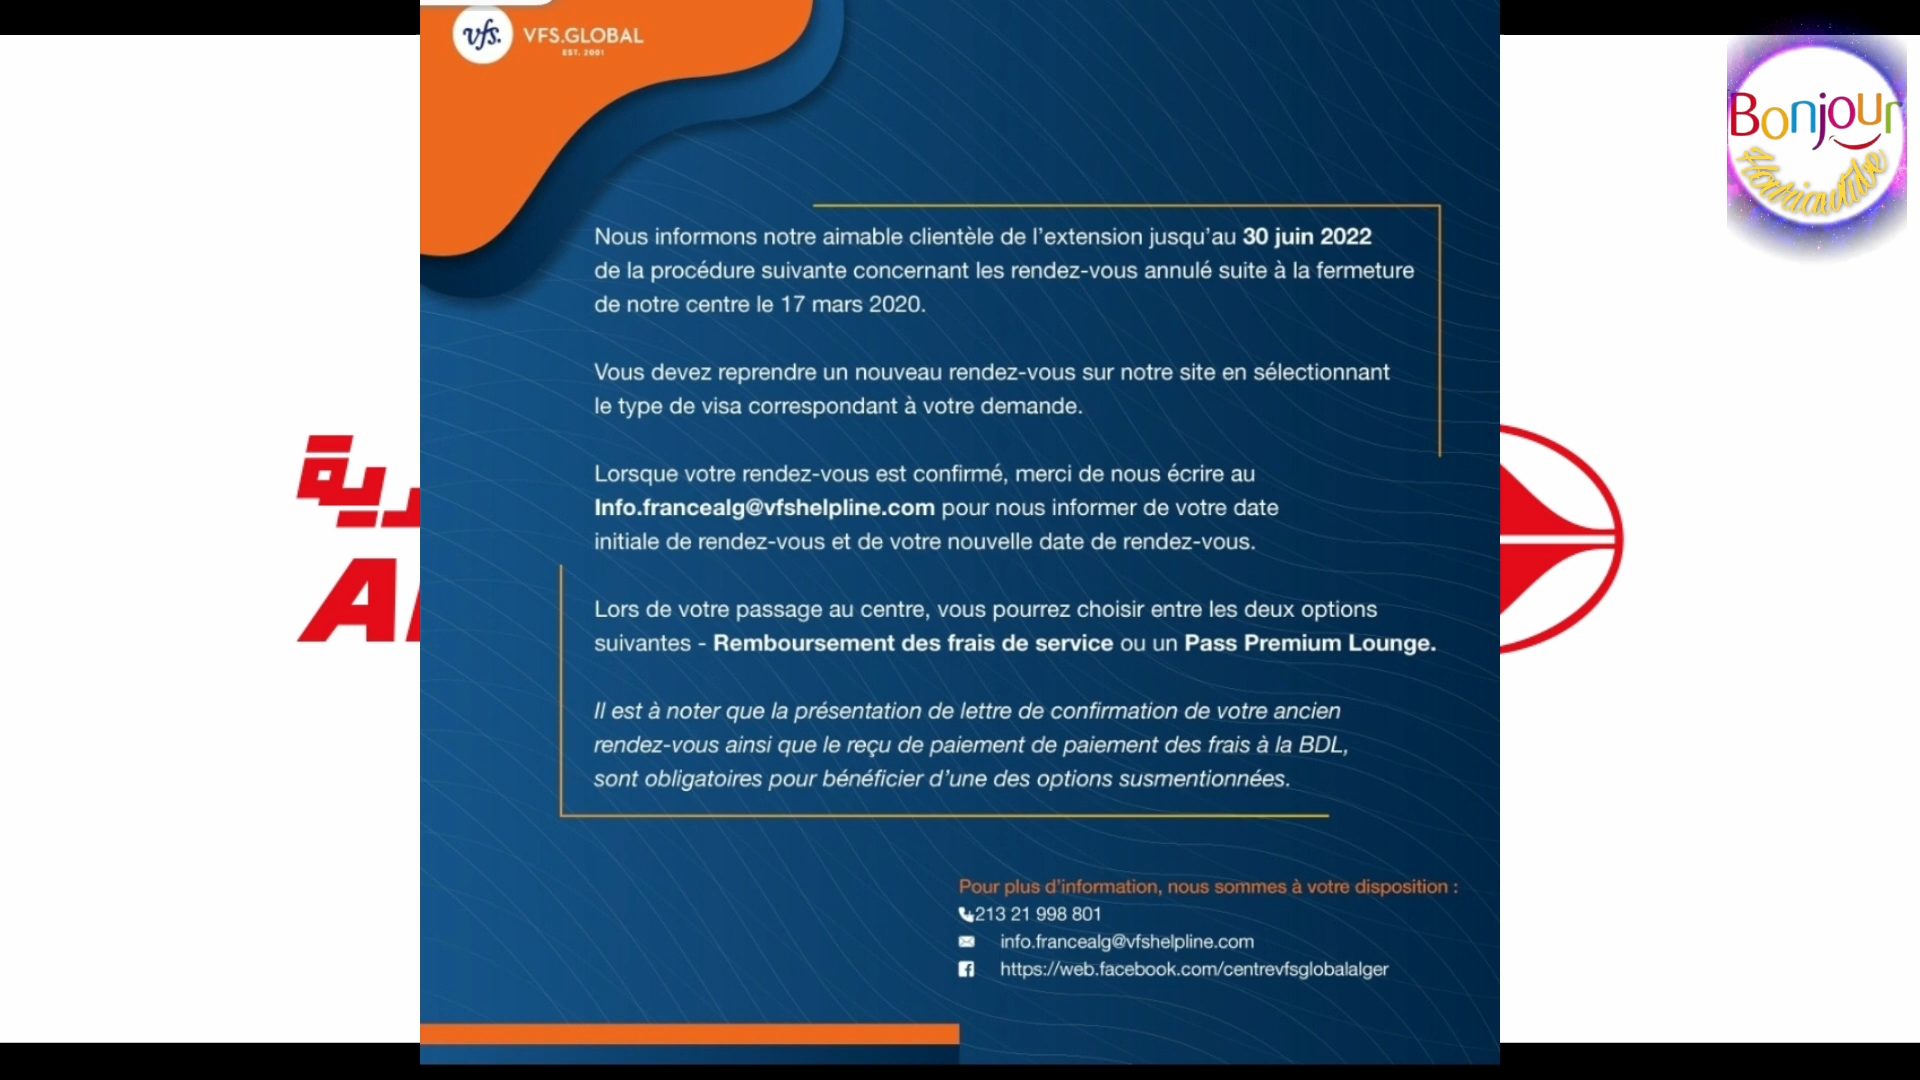 vfs. VFS.GLOBAL
EST. 2001
Bonjour
Nous informons notre aimable clientèle de l'extension jusqu'au 30 juin 2022
de la procédure suivante concernant les rendez-vous annulé suite à la fermeture
de notre centre le 17 mars 2020.
Vous devez reprendre un nouveau rendez-vous sur notre site en sélectionnant
le type de visa correspondant à votre demande.
Lorsque votre rendez-vous est confirmé, merci de nous écrire au
Info.francealg@vfshelpline.com pour nous informer de votre date
initiale de rendez-vous et de votre nouvelle date de rendez-vous.
Lors de votre passage au centre, vous pourrez choisir entre les deux options
suivantes - Remboursement des frais de service ou un Pass Premium Lounge.
Il est à noter que la présentation de lettre de confirmation de votre ancien
rendez-vous ainsi que le reçu de paiement de paiement des frais à la BDL,
sont obligatoires pour bénéficier d'une des options susmentionnées.
Pour plus d'information, nous sommes à votre disposition :
213 21 998 801
info.francealg@vfshelpline.com
https://web.facebook.com/centrevfsglobalalger